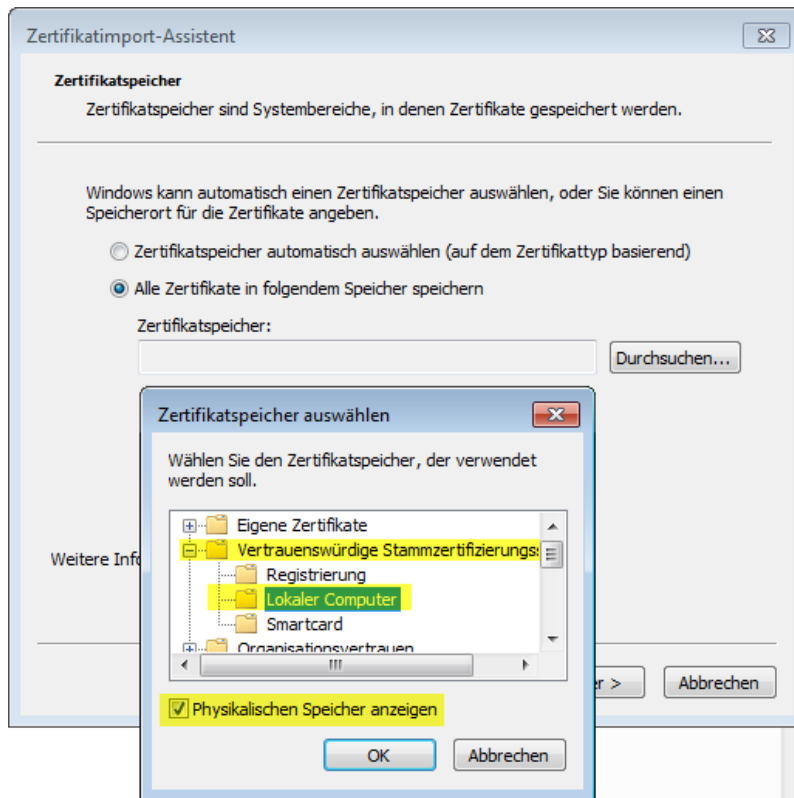 Zertifikatimport-Assistent
Zertifikatspeicher
Zertifikatspeicher sind Systembereiche, in denen Zertifikate gespeichert werden.
Windows kann automatisch einen Zertifikatspeicher auswählen, oder Sie können einen
Speicherort für die Zertifikate angeben.
Zertifikatspeicher automatisch auswählen (auf dem Zertifikattyp basierend)
Alle Zertifikate in folgendem Speicher speichern
Zertifikatspeicher:
Durchsuchen...
Zertifikatspeicher auswählen
Wählen Sie den Zertifikatspeicher, der verwendet
werden soll.
Eigene Zertifikate
Vertrauenswürdige Stammzertifizierungs
Registrierung
Lokaler Computer
Smartcard
Organisationsvertrauen
Weitere Info
Physikalischen Speicher anzeigen
OK
Abbrechen
r >
Abbrechen